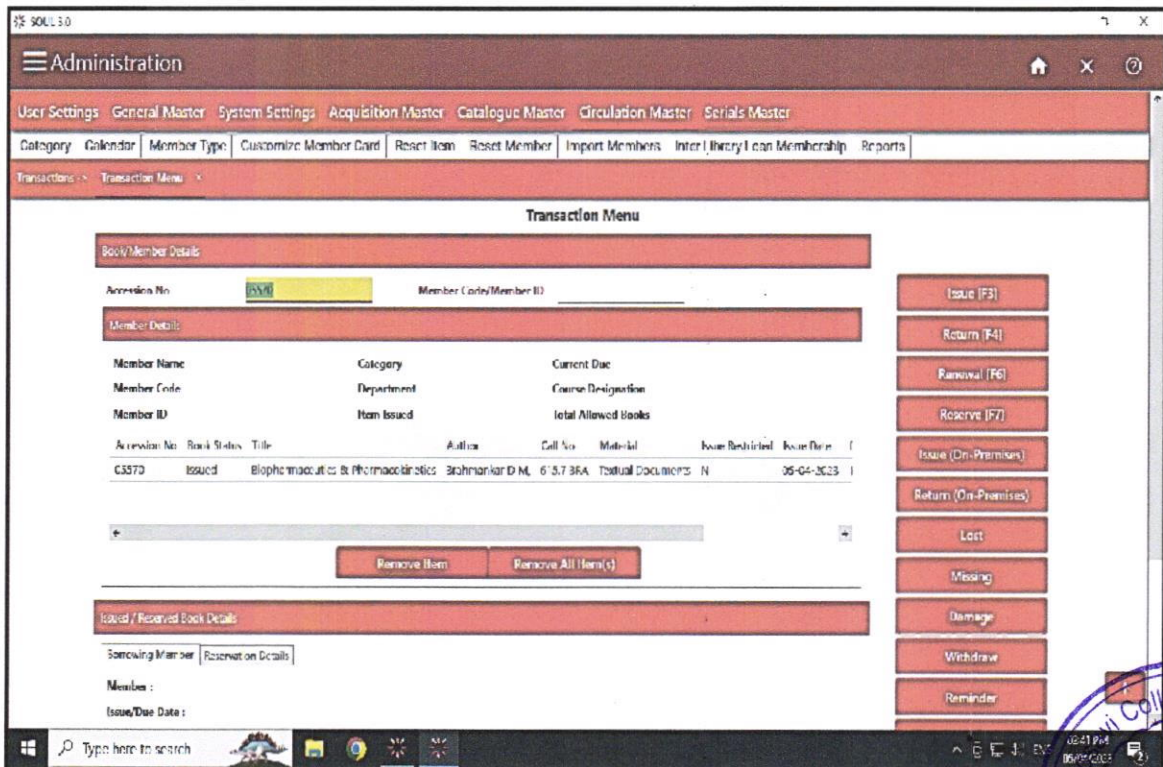 SOUL 3.0
Administration
User Settings General Master System Settings Acquisition Master Catalogue Master Circulation Master Serials Master
Category Calendar Member Type Customize Member Card Reset Item Reset Member Import Members Inter Library Loan Membership Reports
Transactions -> Transaction Menu ×
Transaction Menu
Book/Member Details
Accession No Member Code/Member ID
Member Details
Member Name Category Current Due
Member Code Department Course Designation
Member ID Item Issued Total Allowed Books
Accession No Book Status Title Author Call No Material Issue Restricted Issue Date
Issued Biopharmaceutics & Pharmacokinetics Brahmankar D M, Textual Documents N 05-04-2023
Remove Item Remove All Item(s)
Issued / Reserved Book Details
Borrowing Member Reservation Details
Member :
Issue/Due Date :
Issue [F3]
Return [F4]
Renewal [F6]
Reserve [F7]
Issue (On-Premises)
Return (On-Premises)
Lost
Missing
Damage
Withdraw
Reminder
Type here to search
02:41 PM